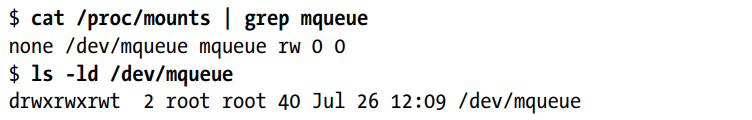 $ cat /proc/mounts | grep mqueue
none /dev/mqueue mqueue rw 0 0
$ ls -ld /dev/mqueue
drwxrwxrwt  2 root root 40 Jul 26 12:09 /dev/mqueue